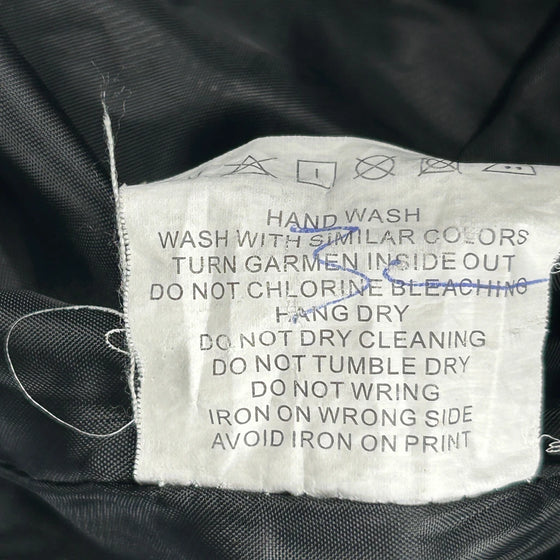 HAND WASH
WASH WITH SIMILAR COLORS
TURN GARMEN INSIDE OUT
DO NOT CHLORINE BLEACHING
HANG DRY
DO NOT DRY CLEANING
DO NOT TUMBLE DRY
DO NOT WRING
IRON ON WRONG SIDE
AVOID IRON ON PRINT